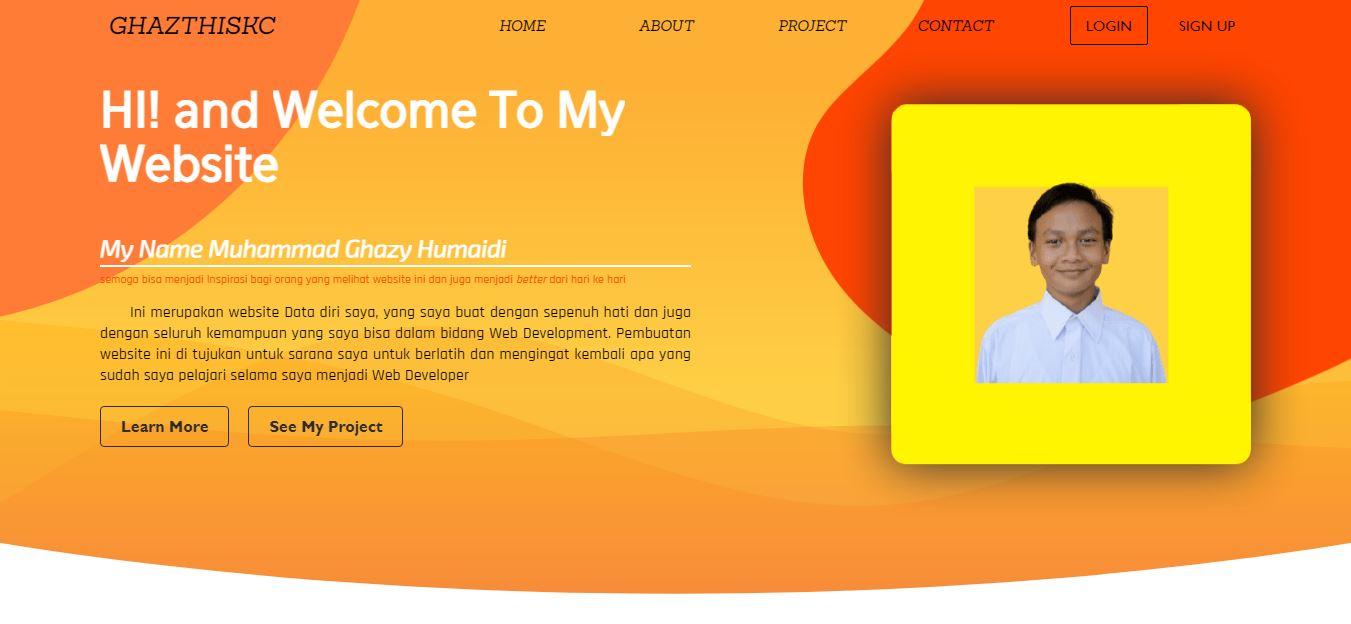 GHAZTHISKC
HOME ABOUT PROJECT CONTACT LOGIN SIGN UP
HI! and Welcome To My
Website
My Name Muhammad Ghazy Humaidi
semoga bisa menjadi Inspirasi bagi orang yang melihat website ini dan juga menjadi better dari hari ke hari
Ini merupakan website Data diri saya, yang saya buat dengan sepenuh hati dan juga
dengan seluruh kemampuan yang saya bisa dalam bidang Web Development. Pembuatan
website ini di tujukan untuk sarana saya untuk berlatih dan mengingat kembali apa yang
sudah saya pelajari selama saya menjadi Web Developer
Learn More See My Project